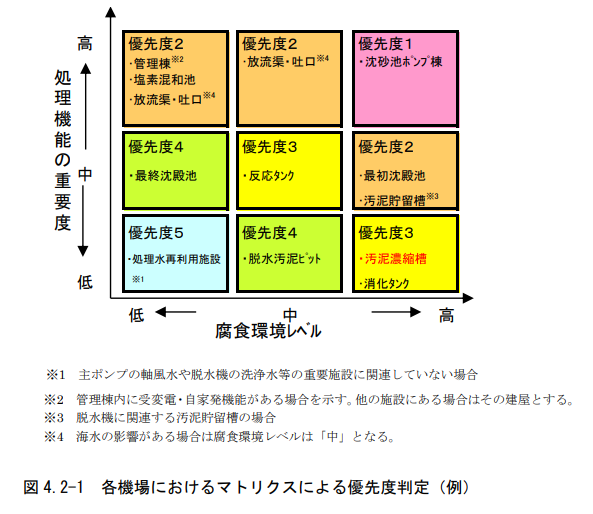 高
処理機能の重要度
中
低
優先度2
・管理棟※2
・塩素混和池
・放流渠・吐口※4
優先度2
・放流渠・吐口※4
優先度1
・沈砂池ﾎﾟﾝﾌﾟ棟
優先度4
・最終沈殿池
優先度3
・反応ﾀﾝｸ
優先度2
・最初沈殿池
・汚泥貯留槽※3
優先度5
・処理水再利用施設
※1
優先度4
・脱水汚泥ﾋﾟｯﾄ
優先度3
・汚泥濃縮槽
・消化ﾀﾝｸ
低
中
高
腐食環境ﾚﾍﾞﾙ
※1 主ポンプの軸風水や脱水機の洗浄水等の重要施設に関連していない場合
※2 管理棟内に受変電・自家発機能がある場合を示す。他の施設にある場合はその建屋とする。
※3 脱水機に関連する汚泥貯留槽の場合
※4 海水の影響がある場合は腐食環境レベルは「中」となる。
図 4.2-1 各機場におけるマトリクスによる優先度判定（例）